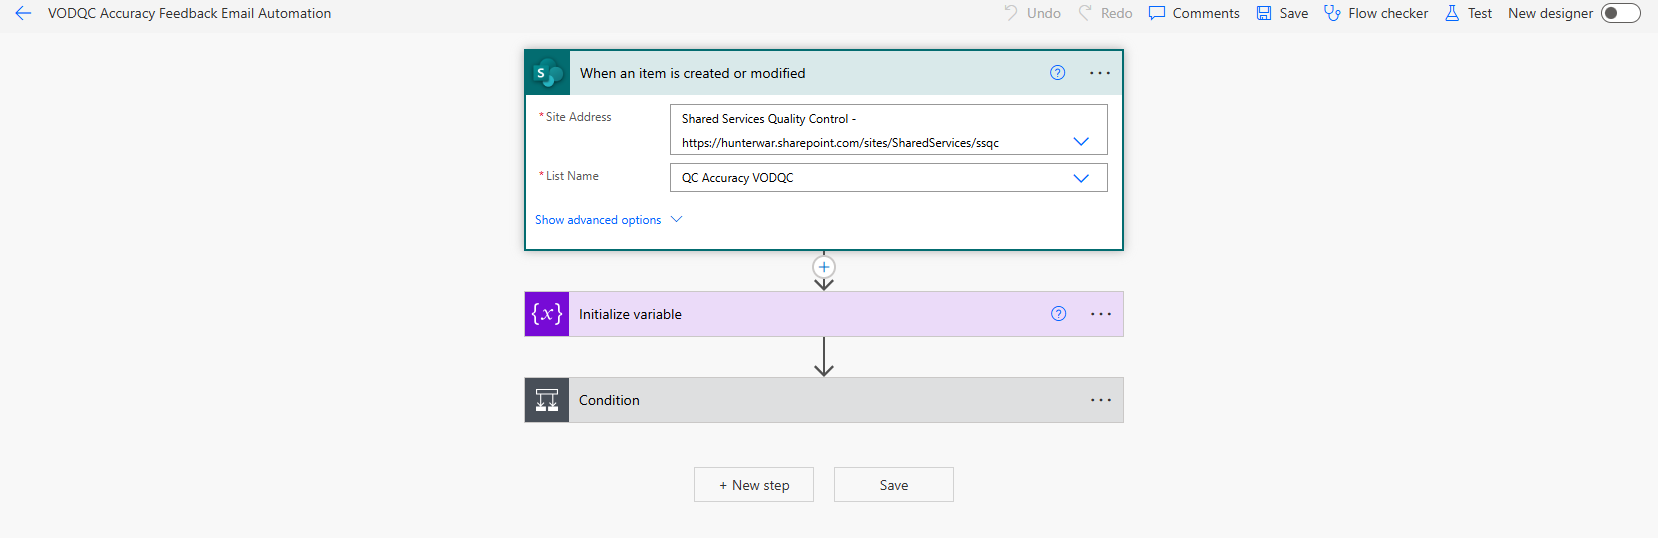 VODQC Accuracy Feedback Email Automation
Undo Redo Comments Save Flow checker Test New designer
When an item is created or modified
* Site Address
Shared Services Quality Control -
https://hunterwar.sharepoint.com/sites/SharedServices/ssqc
* List Name
QC Accuracy VODQC
Show advanced options
Initialize variable
Condition
+ New step
Save